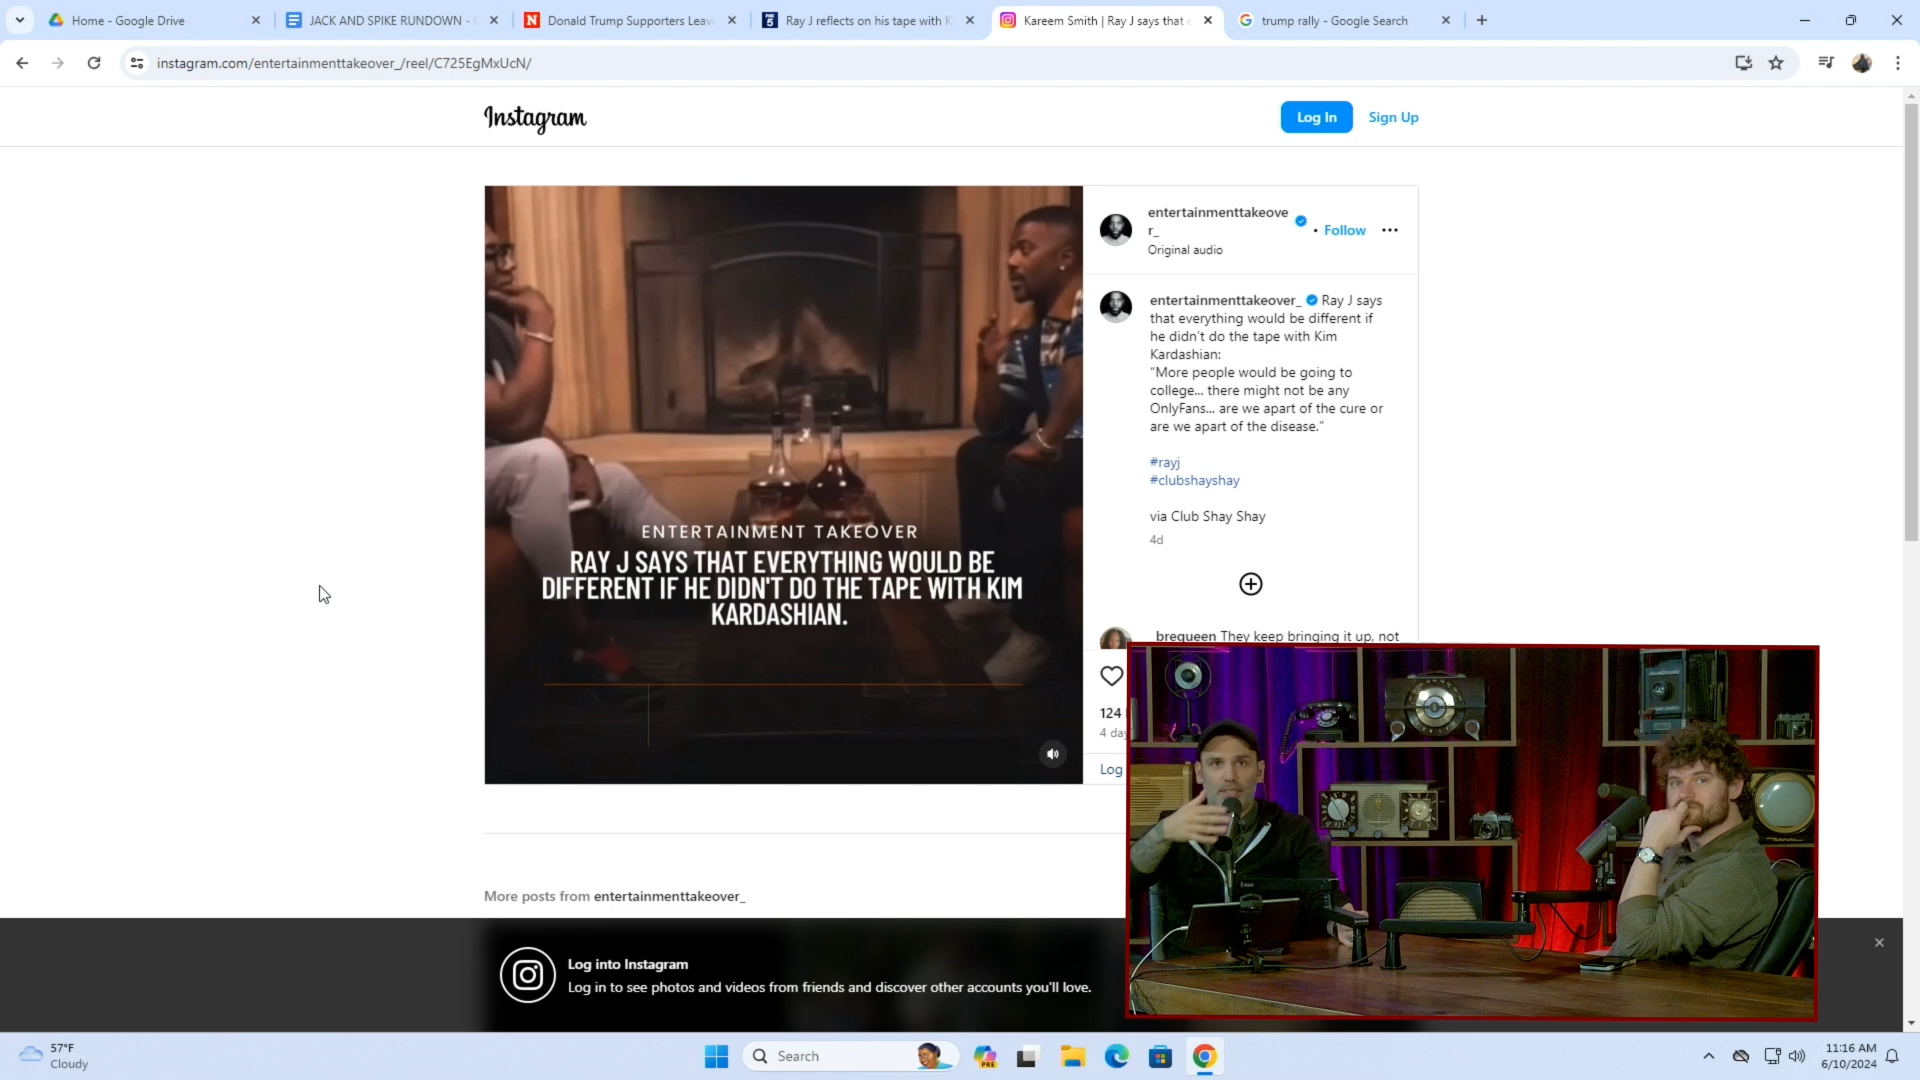 Home - Google Drive
JACK AND SPIKE RUNDOWN -
Donald Trump Supporters Leav
Ray J reflects on his tape with K
Kareem Smith | Ray J says that e
trump rally - Google Search
instagram.com/entertainmenttakeover_/reel/C725EgMxUcN/
Instagram
Log In
Sign Up
entertainmenttakeove
r_
• Follow
Original audio
entertainmenttakeover_ Ray J says
that everything would be different if
he didn't do the tape with Kim
Kardashian:
"More people would be going to
college... there might not be any
OnlyFans... are we apart of the cure or
are we apart of the disease."
#rayj
#clubshayshay
via Club Shay Shay
4d
brequeen They keep bringing it up, not
124
4 day
Log
ENTERTAINMENT TAKEOVER
RAY J SAYS THAT EVERYTHING WOULD BE
DIFFERENT IF HE DIDN'T DO THE TAPE WITH KIM
KARDASHIAN.
More posts from entertainmenttakeover_
Log into Instagram
Log in to see photos and videos from friends and discover other accounts you'll love.
57°F
Cloudy
Search
PRE
11:16 AM
6/10/2024